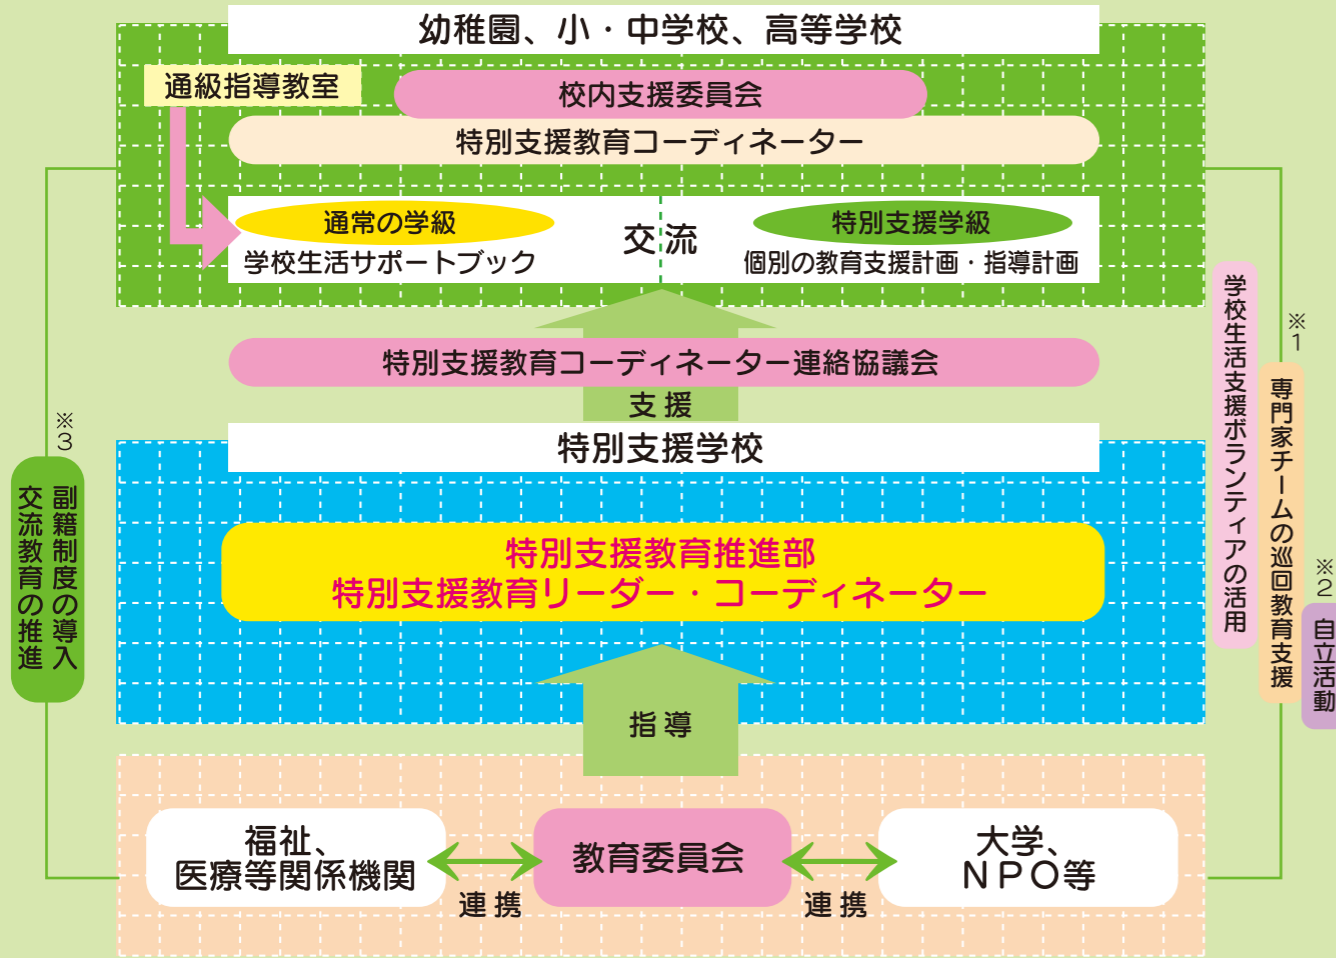 幼稚園、小・中学校、高等学校
通級指導教室
校内支援委員会
特別支援教育コーディネーター
通常の学級
学校生活サポートブック
交流
特別支援学級
個別の教育支援計画・指導計画
特別支援教育コーディネーター連絡協議会
支援
特別支援学校
特別支援教育推進部
特別支援教育リーダー・コーディネーター
指導
福祉、
医療等関係機関
連携
教育委員会
連携
大学、
NPO等
※3
副籍制度の導入
交流教育の推進
学校生活支援ボランティアの活用
※1
専門家チームの巡回教育支援
※2
自立活動